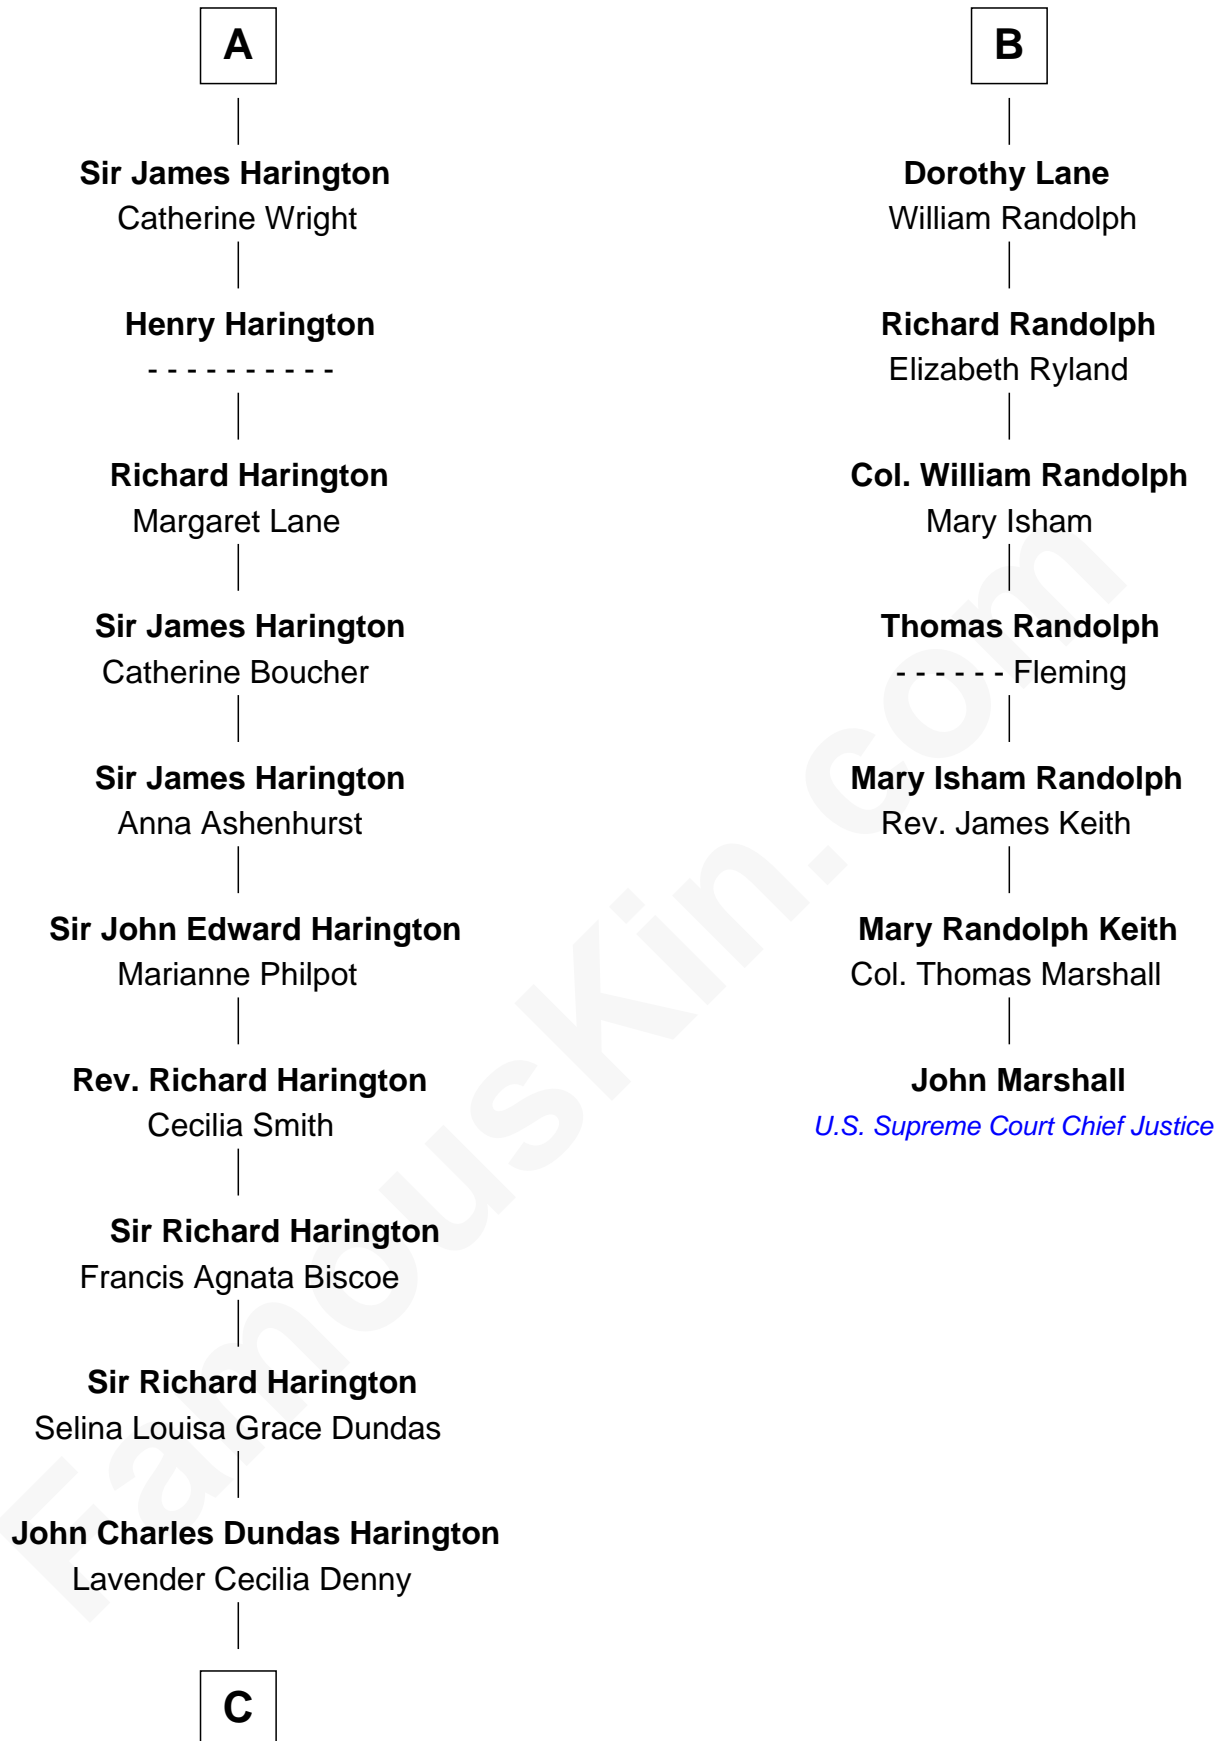 A
Sir James Harington
Catherine Wright
Henry Harington
- - - - - - - - - -
Richard Harington
Margaret Lane
Sir James Harington
Catherine Boucher
Sir James Harington
Anna Ashenhurst
Sir John Edward Harington
Marianne Philpot
Rev. Richard Harington
Cecilia Smith
Sir Richard Harington
Francis Agnata Biscoe
Sir Richard Harington
Selina Louisa Grace Dundas
John Charles Dundas Harington
Lavender Cecilia Denny
C
B
Dorothy Lane
William Randolph
Richard Randolph
Elizabeth Ryland
Col. William Randolph
Mary Isham
Thomas Randolph
- - - - - - Fleming
Mary Isham Randolph
Rev. James Keith
Mary Randolph Keith
Col. Thomas Marshall
John Marshall
U.S. Supreme Court Chief Justice
FamousKin.com